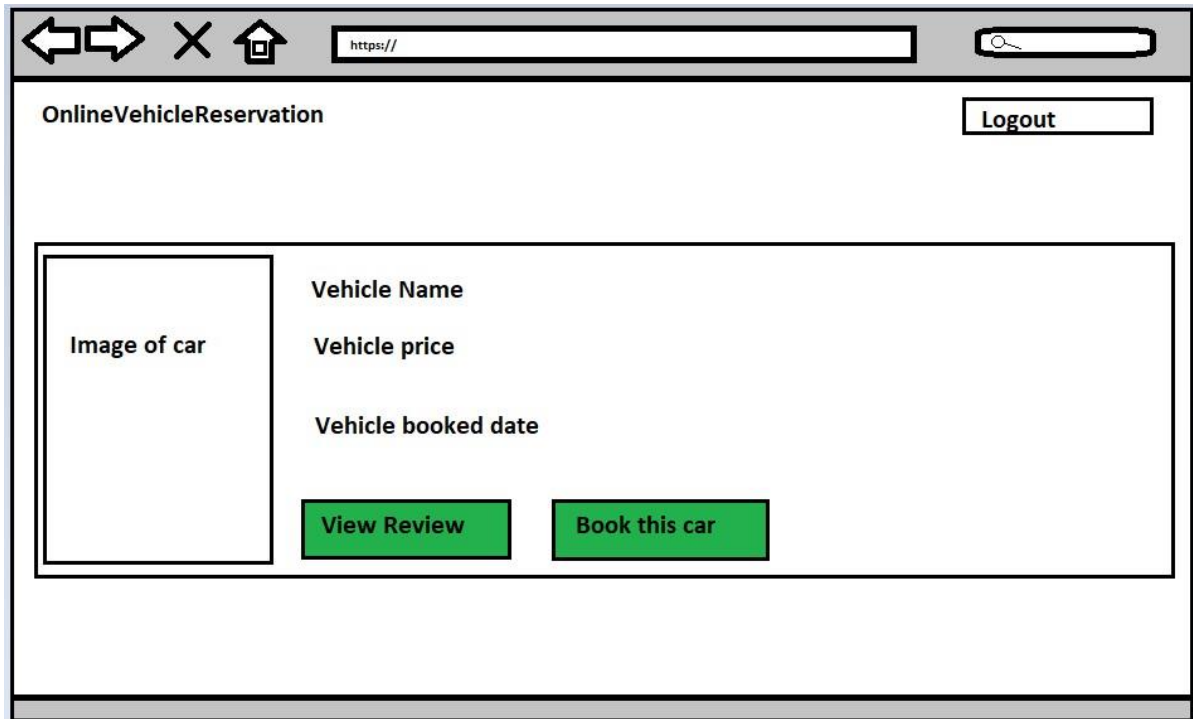 https://
OnlineVehicleReservation
Logout
Vehicle Name
Image of car
Vehicle price
Vehicle booked date
View Review
Book this car